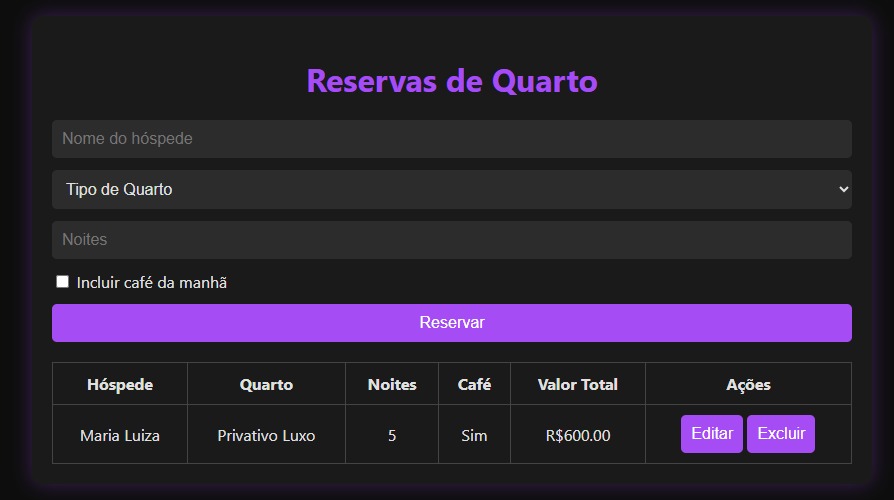 Reservas de Quarto
Nome do hóspede
Tipo de Quarto
Noites
Incluir café da manhã
Reservar
Hóspede Quarto Noites Café Valor Total Ações
Maria Luiza Privativo Luxo 5 Sim R$600.00 Editar Excluir